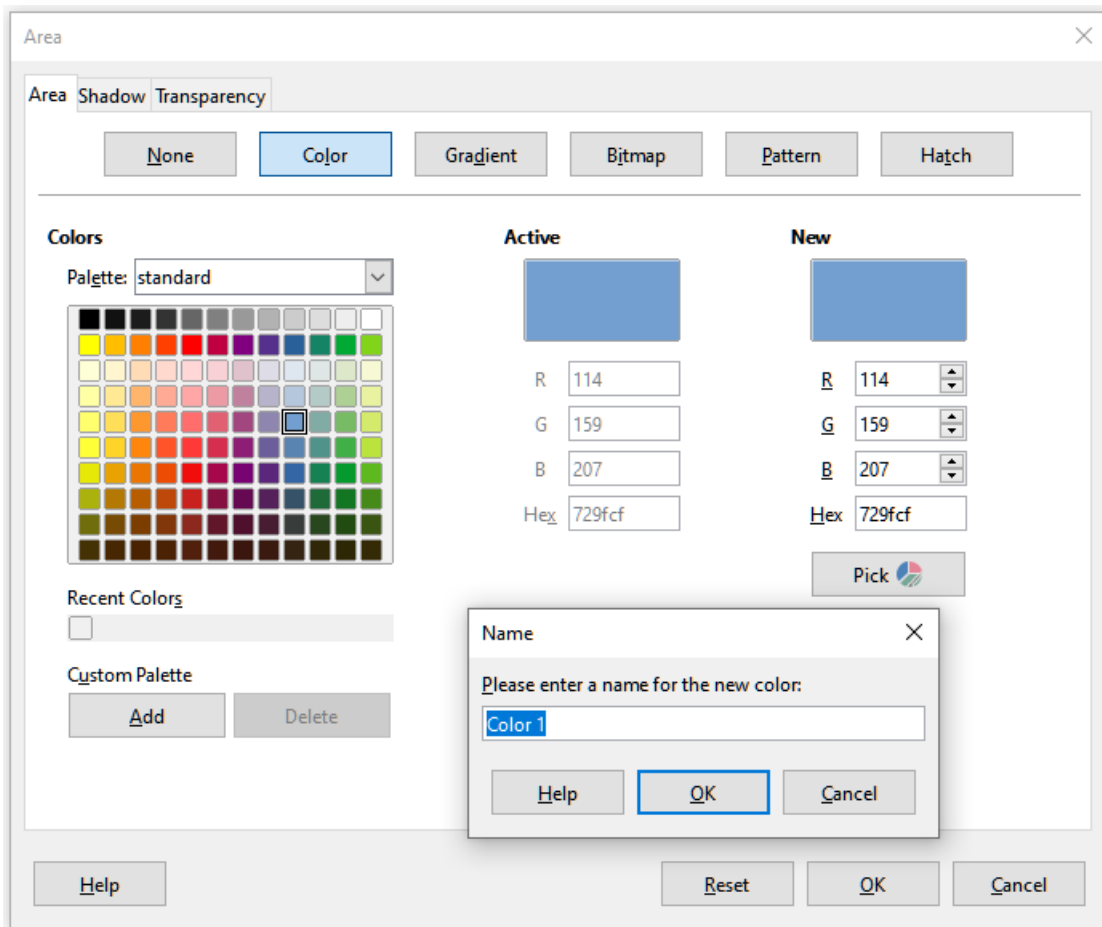 Area
Area Shadow Transparency
None Color Gradient Bitmap Pattern Hatch
Colors Active New
Palette: standard
R 114 R 114
G 159 G 159
B 207 B 207
Hex 729fcf Hex 729fcf
Pick
Recent Colors
Name
Please enter a name for the new color:
Custom Palette
Color 1
Add Delete
Help OK Cancel
Help Reset OK Cancel